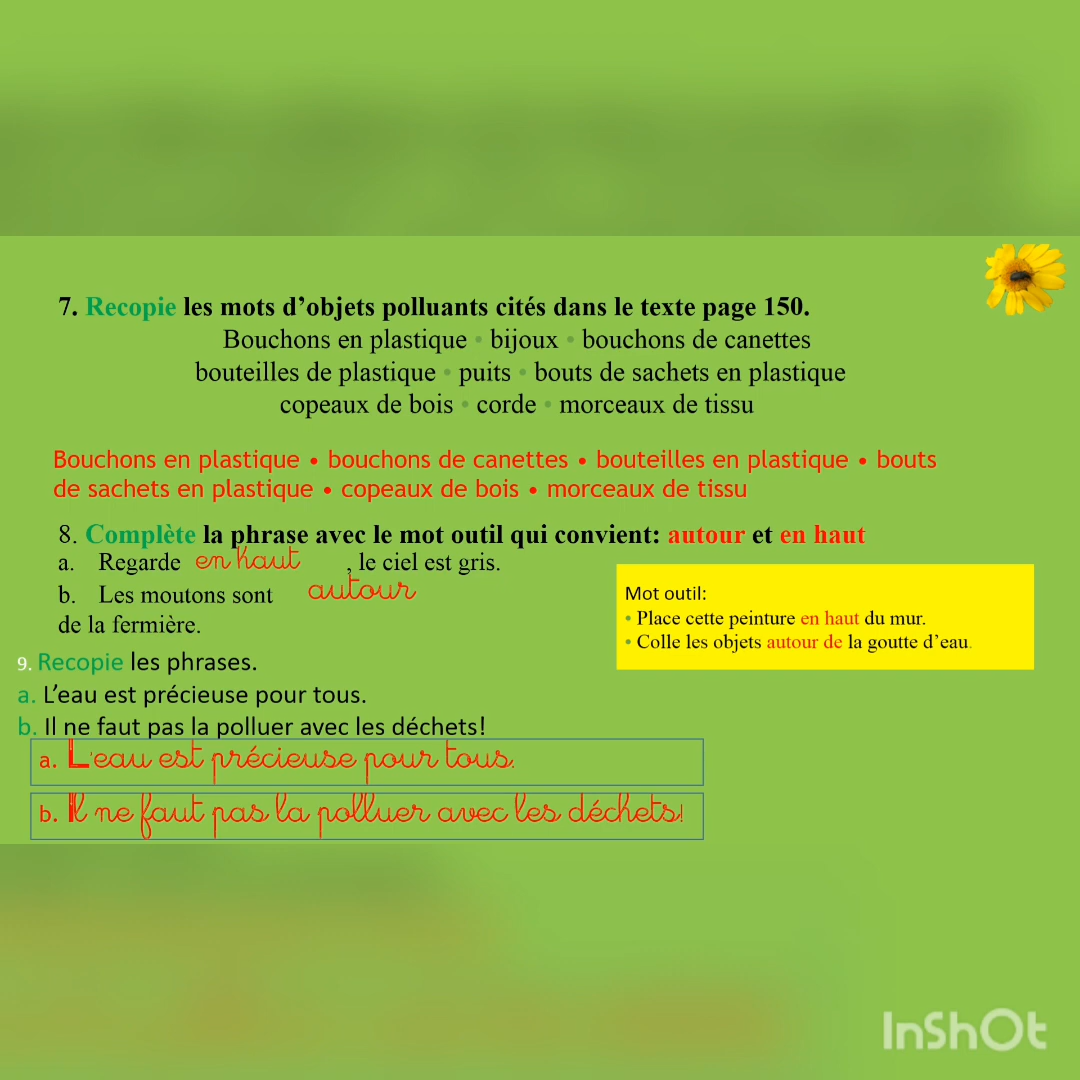 7. Recopie les mots d’objets polluants cités dans le texte page 150.
Bouchons en plastique • bijoux • bouchons de canettes
bouteilles de plastique • puits • bouts de sachets en plastique
copeaux de bois • corde • morceaux de tissu
Bouchons en plastique • bouchons de canettes • bouteilles en plastique • bouts
de sachets en plastique • copeaux de bois • morceaux de tissu
8. Complète la phrase avec le mot outil qui convient: autour et en haut
a. Regarde en haut , le ciel est gris.
b. Les moutons sont autour
de la fermière.
Mot outil:
• Place cette peinture en haut du mur.
• Colle les objets autour de la goutte d’eau.
9. Recopie les phrases.
a. L’eau est précieuse pour tous.
b. Il ne faut pas la polluer avec les déchets!
a. L'eau est précieuse pour tous.
b. Il ne faut pas la polluer avec les déchets!
InShOt